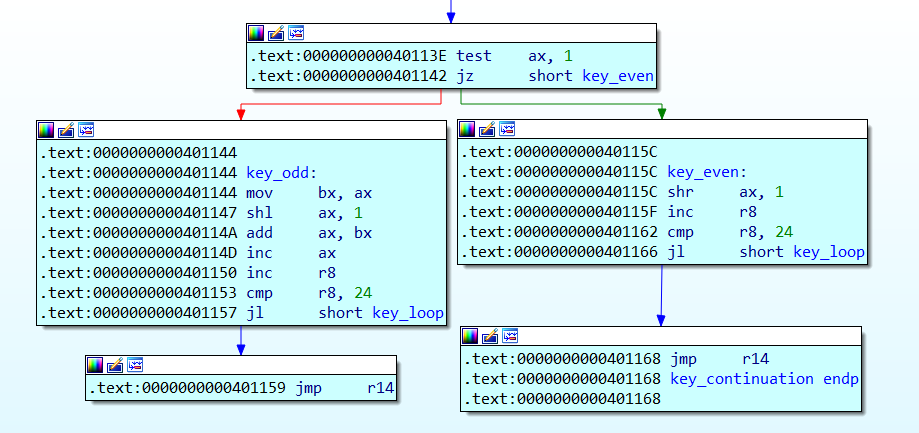 .text:000000000040113E test ax, 1
.text:0000000000401142 jz short key_even
.text:0000000000401144
.text:0000000000401144 key_odd:
.text:0000000000401144 mov bx, ax
.text:0000000000401147 shl ax, 1
.text:000000000040114A add ax, bx
.text:000000000040114D inc ax
.text:0000000000401150 inc r8
.text:0000000000401153 cmp r8, 24
.text:0000000000401157 jl short key_loop
.text:000000000040115C
.text:000000000040115C key_even:
.text:000000000040115C shr ax, 1
.text:000000000040115F inc r8
.text:0000000000401162 cmp r8, 24
.text:0000000000401166 jl short key_loop
.text:0000000000401159 jmp r14
.text:0000000000401168 jmp r14
.text:0000000000401168 key_continuation endp
.text:0000000000401168